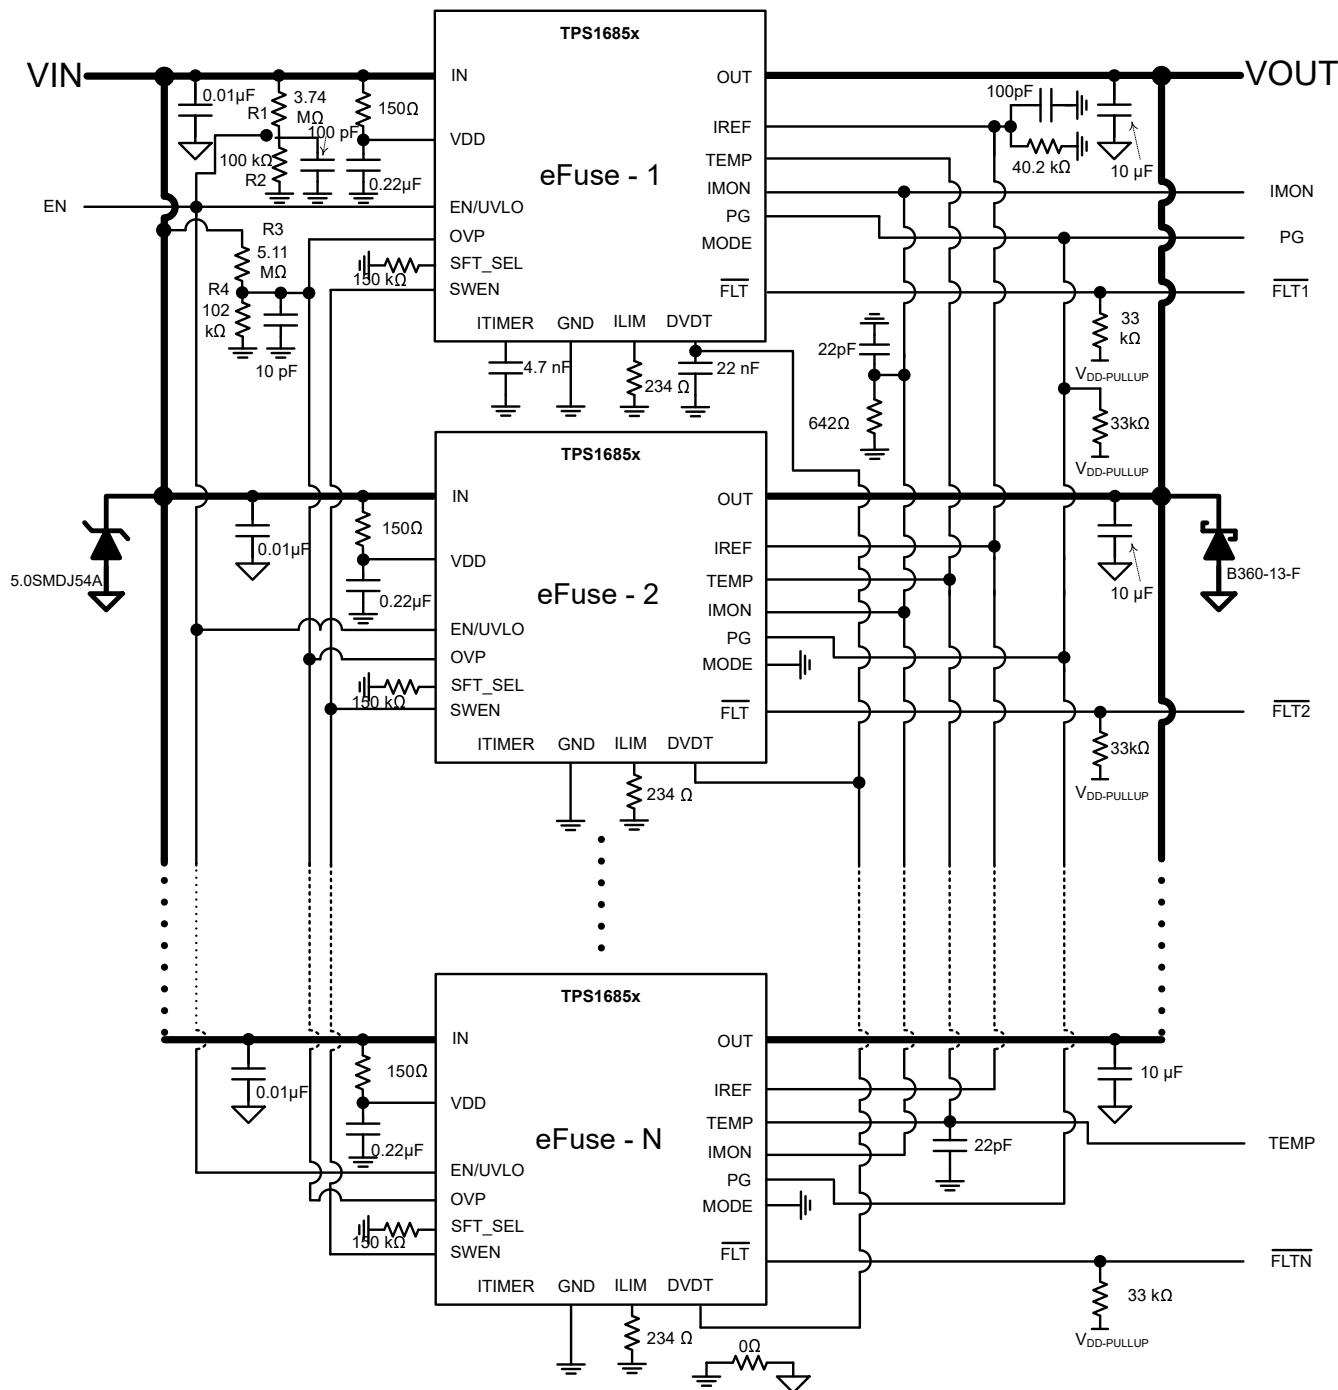 TPS1685x
VIN
IN
OUT
VOUT
0.01µF
R1
3.74
MΩ
150Ω
100pF
100 pF
VDD
IREF
40.2 kΩ
10 µF
100 kΩ
R2
0.22µF
TEMP
eFuse - 1
IMON
IMON
EN
EN/UVLO
PG
PG
OVP
MODE
R3
5.11
MΩ
150 kΩ
SFT_SEL
SWEN
FLT
FLT1
R4
102
kΩ
10 pF
ITIMER
GND
ILIM
DVDT
4.7 nF
234 Ω
22 nF
22pF
642Ω
33
kΩ
VDD-PULLUP
33kΩ
VDD-PULLUP
TPS1685x
IN
OUT
0.01µF
150Ω
VDD
IREF
10 µF
5.0SMDJ54A
B360-13-F
0.22µF
eFuse - 2
TEMP
IMON
EN/UVLO
PG
OVP
MODE
150 kΩ
SFT_SEL
SWEN
FLT
FLT2
ITIMER
GND
ILIM
DVDT
234 Ω
33kΩ
VDD-PULLUP
TPS1685x
IN
OUT
0.01µF
150Ω
10 µF
VDD
IREF
TEMP
0.22µF
eFuse - N
IMON
22pF
TEMP
EN/UVLO
PG
OVP
MODE
150 kΩ
SFT_SEL
SWEN
FLT
FLTN
ITIMER
GND
ILIM
DVDT
234 Ω
0Ω
33 kΩ
VDD-PULLUP